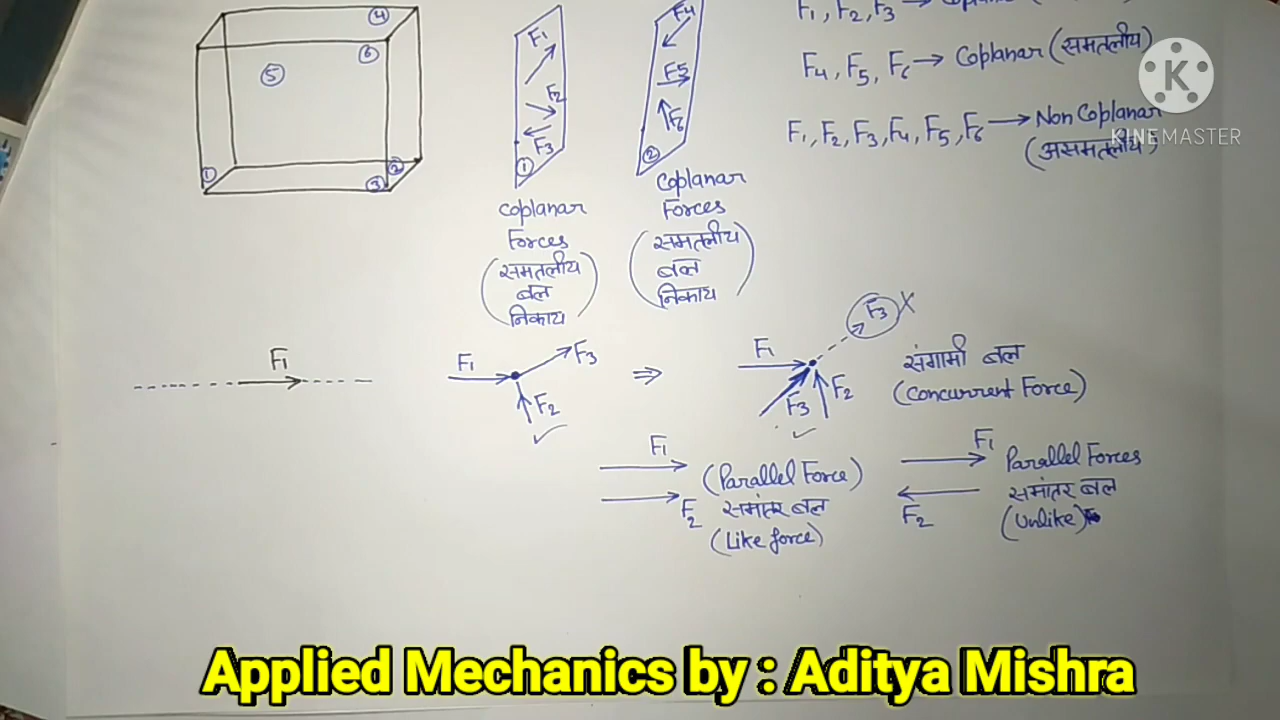 ④
⑥
⑤
①
②
③
F₁
F₂
F₃
①
F₄
F₅
F₆
②
F₁, F₂, F₃ →
F₄, F₅, F₆ → Coplanar (समतलीय)
F₁, F₂, F₃, F₄, F₅, F₆ → Non Coplanar
(असमतलीय)
K
KINEMASTER
Coplanar
Forces
(समतलीय
बल
निकाय)
Coplanar
Forces
(समतलीय
बल
निकाय)
F₁
F₁
F₃
F₂
⇒
F₁
F₃ X
F₃
F₂
संगामी बल
(Concurrent Force)
F₁
F₂
(Parallel Force)
समांतर बल
(Like force)
F₁
F₂
Parallel Forces
समांतर बल
(Unlike)
Applied Mechanics by : Aditya Mishra